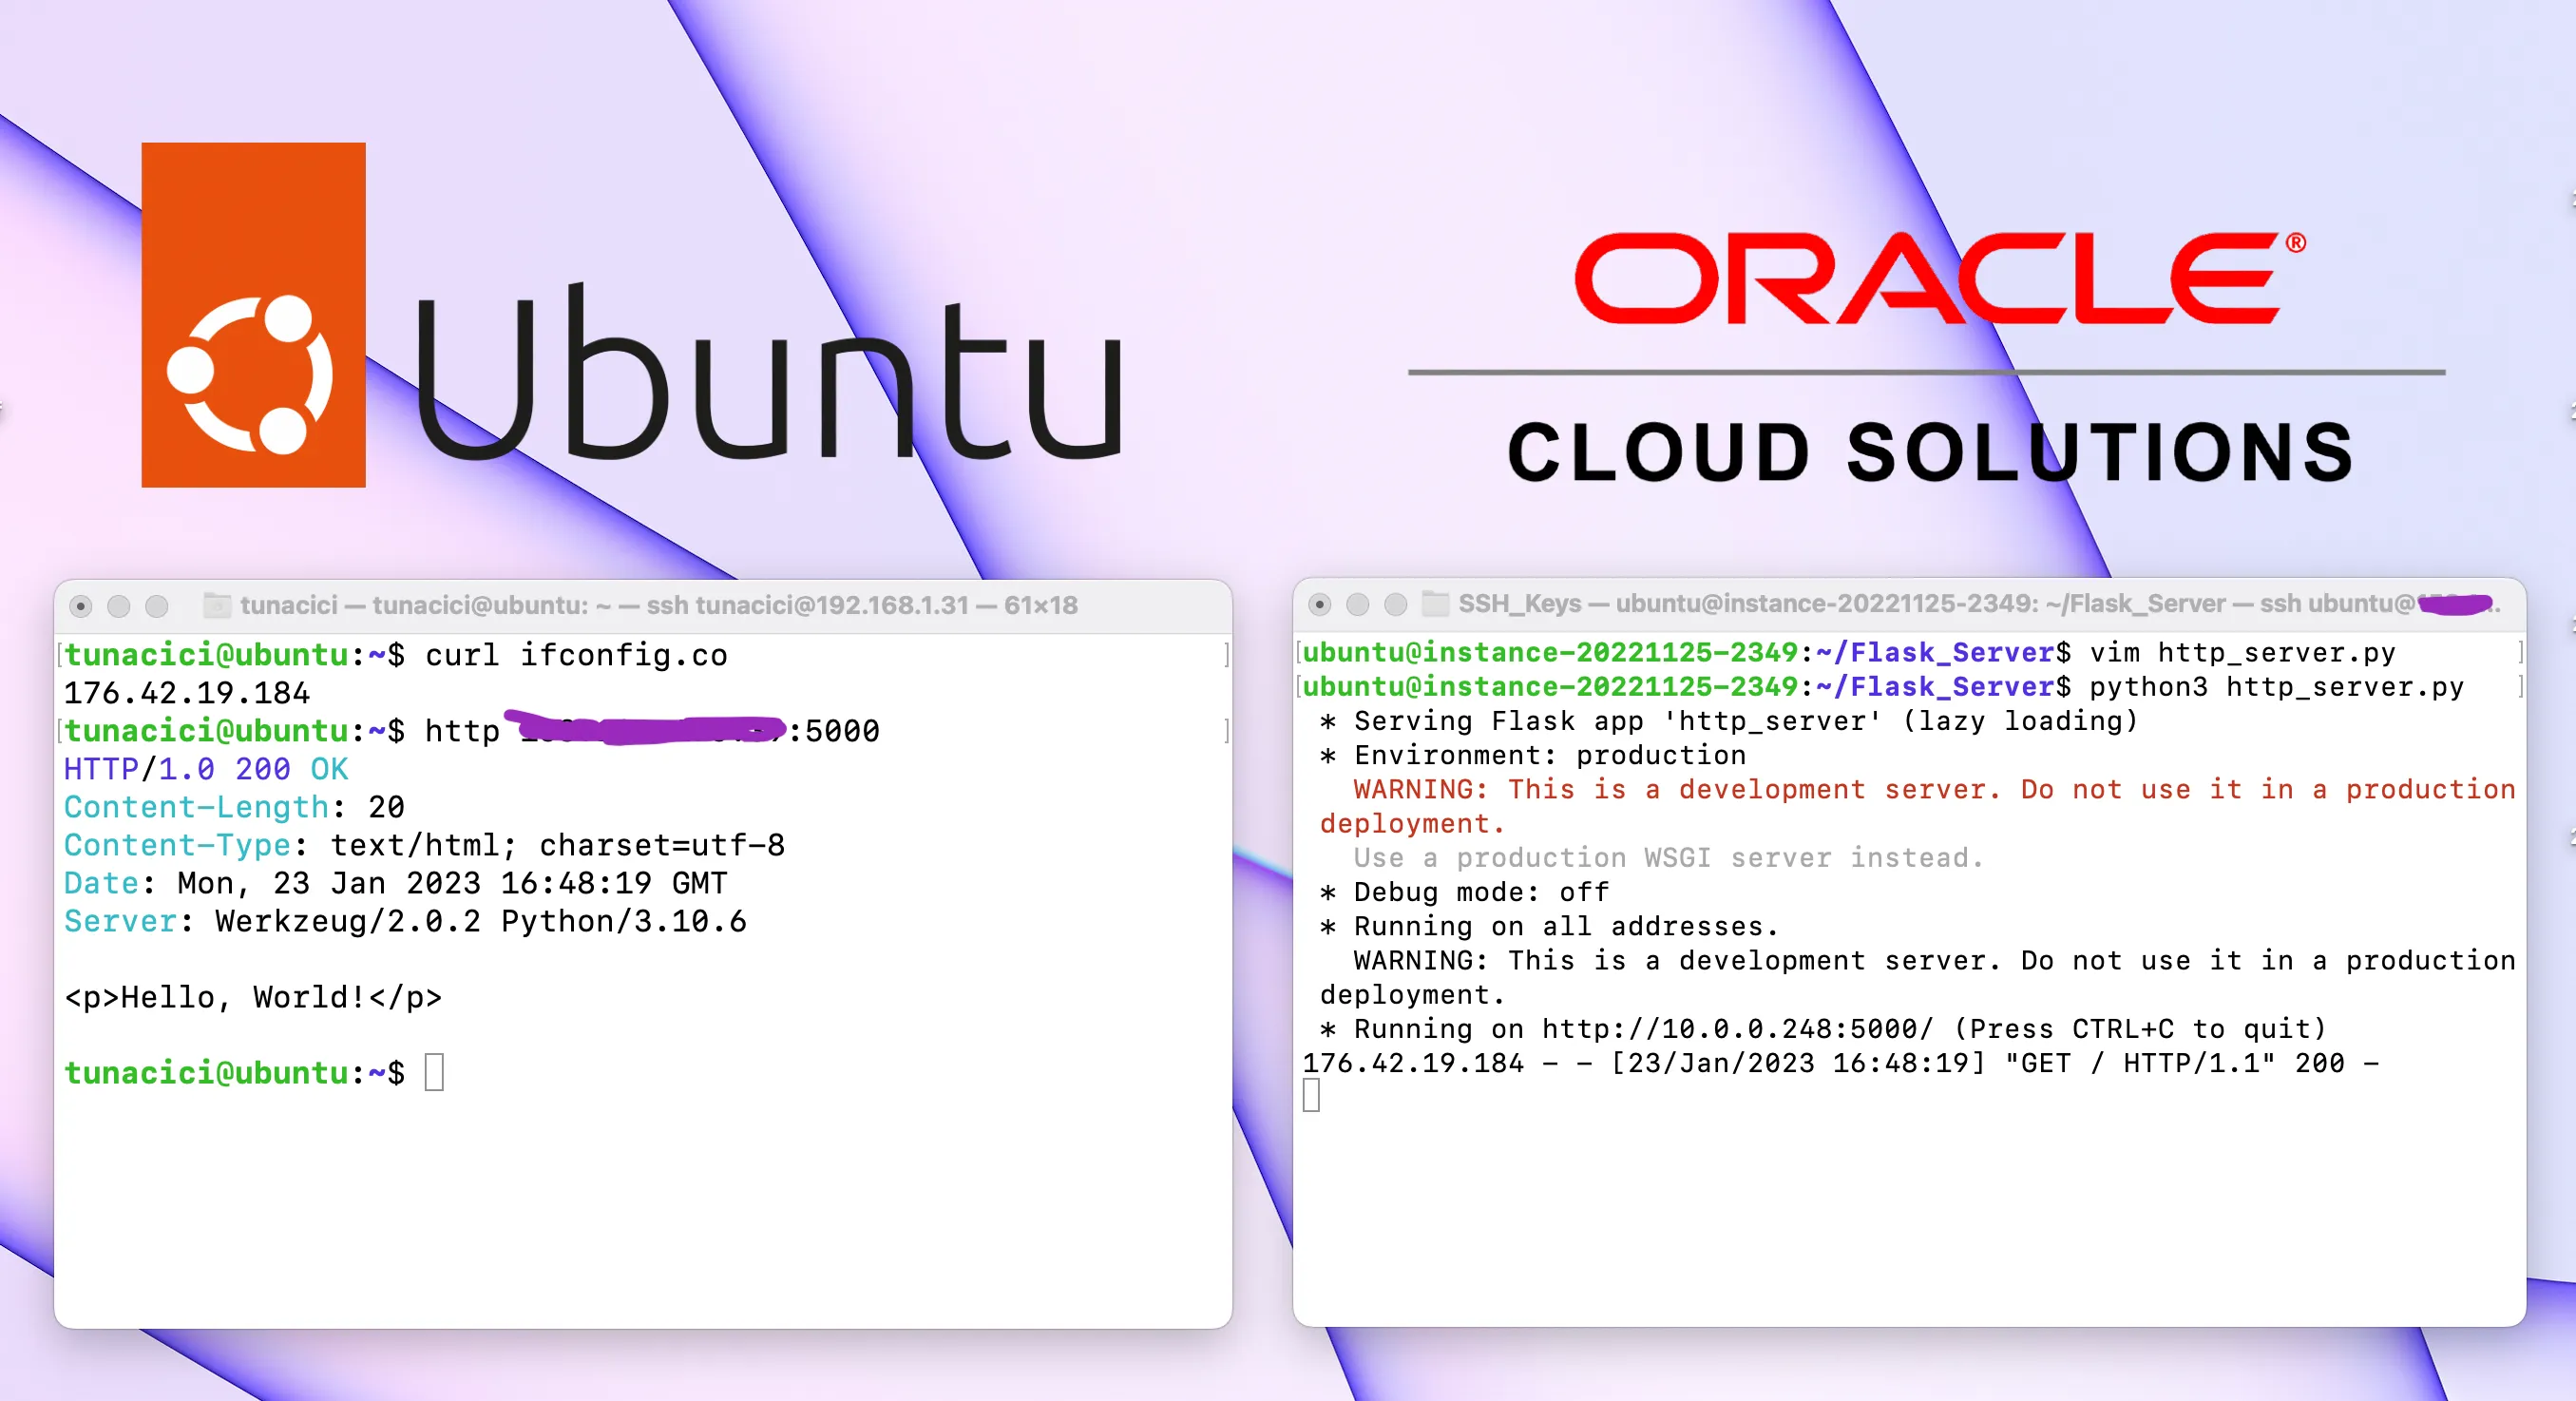 Ubuntu
ORACLE®
CLOUD SOLUTIONS
tunacici — tunacici@ubuntu: ~ — ssh tunacici@192.168.1.31 — 61×18
tunacici@ubuntu:~$ curl ifconfig.co
176.42.19.184
tunacici@ubuntu:~$ http :5000
HTTP/1.0 200 OK
Content-Length: 20
Content-Type: text/html; charset=utf-8
Date: Mon, 23 Jan 2023 16:48:19 GMT
Server: Werkzeug/2.0.2 Python/3.10.6
<p>Hello, World!</p>
tunacici@ubuntu:~$
SSH_Keys — ubuntu@instance-20221125-2349: ~/Flask_Server — ssh ubuntu@
ubuntu@instance-20221125-2349:~/Flask_Server$ vim http_server.py
ubuntu@instance-20221125-2349:~/Flask_Server$ python3 http_server.py
* Serving Flask app 'http_server' (lazy loading)
* Environment: production
WARNING: This is a development server. Do not use it in a production
deployment.
Use a production WSGI server instead.
* Debug mode: off
* Running on all addresses.
WARNING: This is a development server. Do not use it in a production
deployment.
* Running on http://10.0.0.248:5000/ (Press CTRL+C to quit)
176.42.19.184 - - [23/Jan/2023 16:48:19] "GET / HTTP/1.1" 200 -